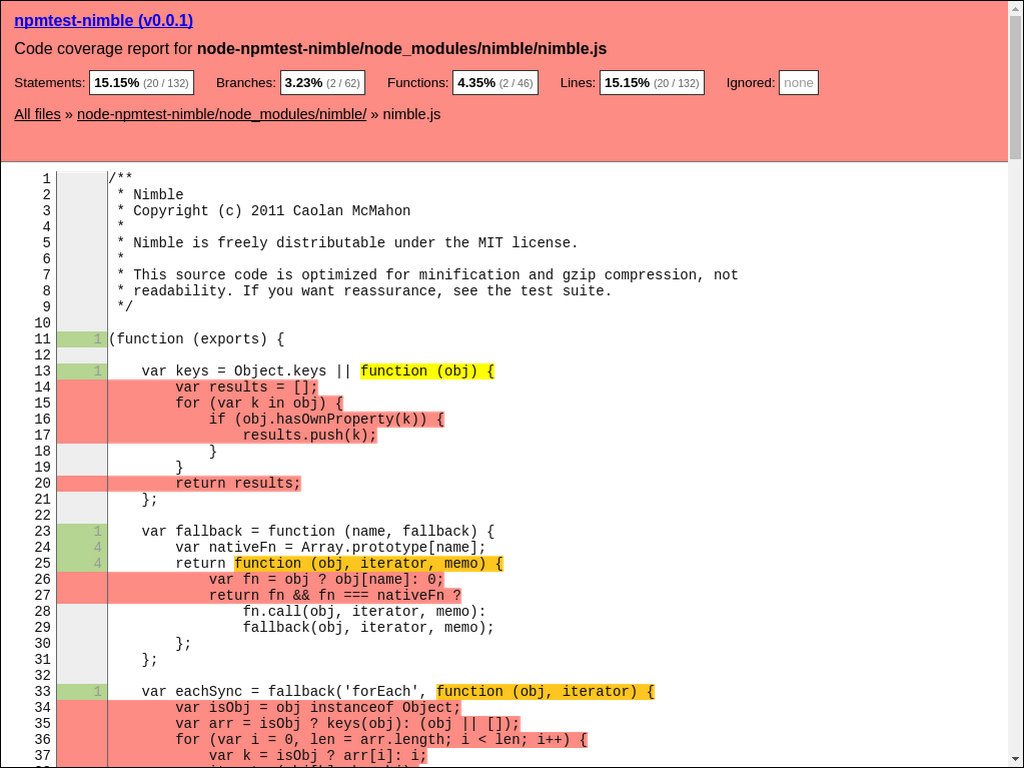 npmtest-nimble (v0.0.1)
Code coverage report for node-npmtest-nimble/node_modules/nimble/nimble.js
Statements: 15.15% (20 / 132) Branches: 3.23% (2 / 62) Functions: 4.35% (2 / 46) Lines: 15.15% (20 / 132) Ignored: none
All files » node-npmtest-nimble/node_modules/nimble/ » nimble.js
1 /**
2  * Nimble
3  * Copyright (c) 2011 Caolan McMahon
4  *
5  * Nimble is freely distributable under the MIT license.
6  *
7  * This source code is optimized for minification and gzip compression, not
8  * readability. If you want reassurance, see the test suite.
9  */
10
11 1 (function (exports) {
12
13 1     var keys = Object.keys || function (obj) {
14         var results = [];
15         for (var k in obj) {
16             if (obj.hasOwnProperty(k)) {
17                 results.push(k);
18             }
19         }
20         return results;
21     };
22
23 1     var fallback = function (name, fallback) {
24 4         var nativeFn = Array.prototype[name];
25 4         return function (obj, iterator, memo) {
26             var fn = obj ? obj[name]: 0;
27             return fn && fn === nativeFn ?
28                 fn.call(obj, iterator, memo):
29                 fallback(obj, iterator, memo);
30         };
31     };
32
33 1     var eachSync = fallback('forEach', function (obj, iterator) {
34         var isObj = obj instanceof Object;
35         var arr = isObj ? keys(obj): (obj || []);
36         for (var i = 0, len = arr.length; i < len; i++) {
37             var k = isObj ? arr[i]: i;